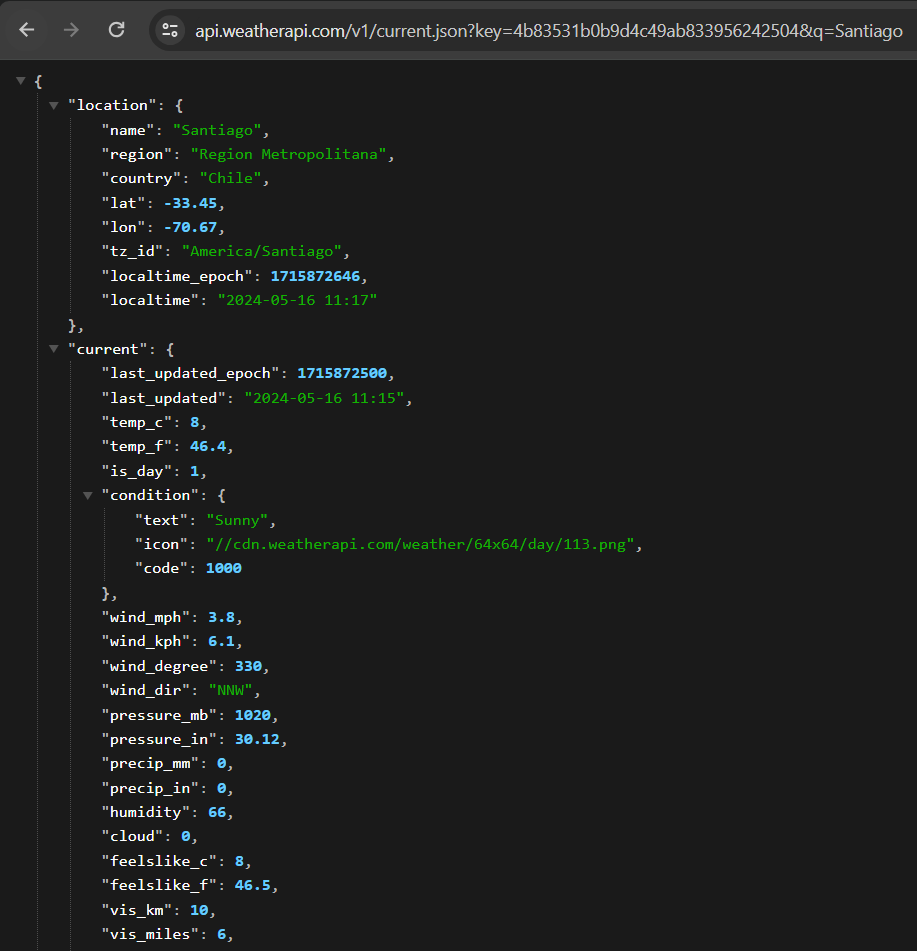 api.weatherapi.com/v1/current.json?key=4b83531b0b9d4c49ab833956242504&q=Santiago
{
"location": {
"name": "Santiago",
"region": "Region Metropolitana",
"country": "Chile",
"lat": -33.45,
"lon": -70.67,
"tz_id": "America/Santiago",
"localtime_epoch": 1715872646,
"localtime": "2024-05-16 11:17"
},
"current": {
"last_updated_epoch": 1715872500,
"last_updated": "2024-05-16 11:15",
"temp_c": 8,
"temp_f": 46.4,
"is_day": 1,
"condition": {
"text": "Sunny",
"icon": "//cdn.weatherapi.com/weather/64x64/day/113.png",
"code": 1000
},
"wind_mph": 3.8,
"wind_kph": 6.1,
"wind_degree": 330,
"wind_dir": "NNW",
"pressure_mb": 1020,
"pressure_in": 30.12,
"precip_mm": 0,
"precip_in": 0,
"humidity": 66,
"cloud": 0,
"feelslike_c": 8,
"feelslike_f": 46.5,
"vis_km": 10,
"vis_miles": 6,